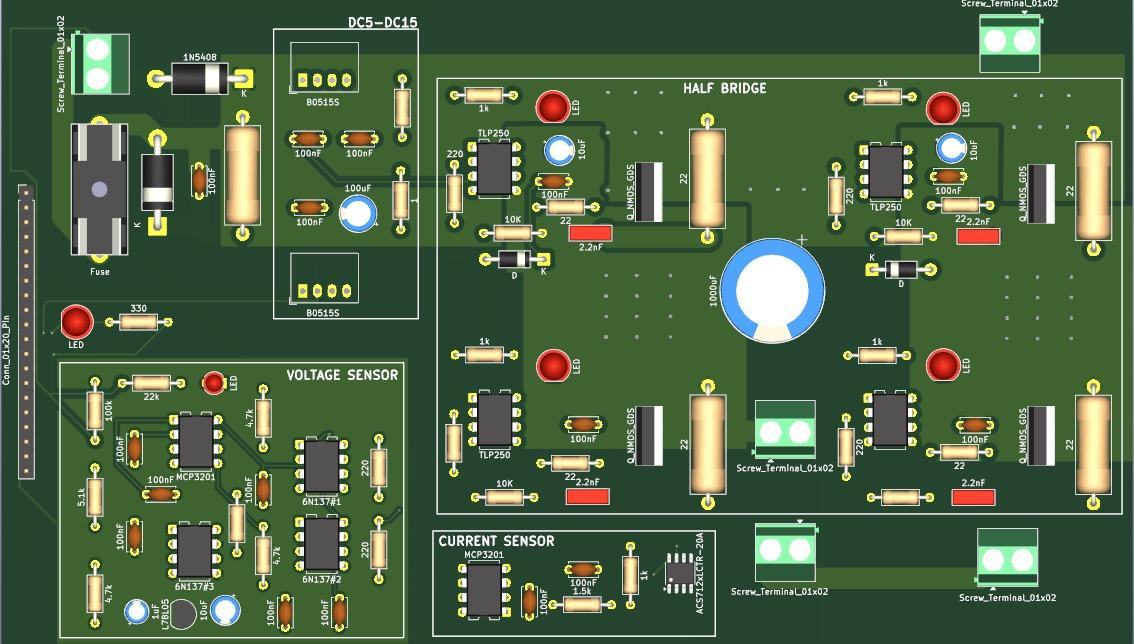 Screw_Terminal_01x02
Screw_Terminal_01x02
DC5-DC15
1N5408
K
B0515S
100nF
100nF
100nF
K
100nF
100uF
1
Fuse
B0515S
HALF BRIDGE
1k
LED
TLP250
10uF
220
100nF
22
10K
2.2nF
D
K
Q_NMOS_GDS
22
1k
LED
10uF
TLP250
220
100nF
22
2.2nF
10K
K
D
Q_NMOS_GDS
22
1000uF
330
LED
Conn_01x20_Pin
1k
LED
TLP250
100nF
22
10K
2.2nF
Q_NMOS_GDS
22
Screw_Terminal_01x02
1k
LED
TLP250
220
100nF
22
2.2nF
Q_NMOS_GDS
22
VOLTAGE SENSOR
22k
LED
100k
4.7k
100nF
MCP3201
220
100nF
5.1k
100nF
6N137#1
100nF
4.7k
220
6N137#3
6N137#2
4.7k
1uF
L78L05
10uF
100nF
100nF
CURRENT SENSOR
MCP3201
100nF
100nF
1.5k
1k
ACS712xLCTR-20A
Screw_Terminal_01x02
Screw_Terminal_01x02